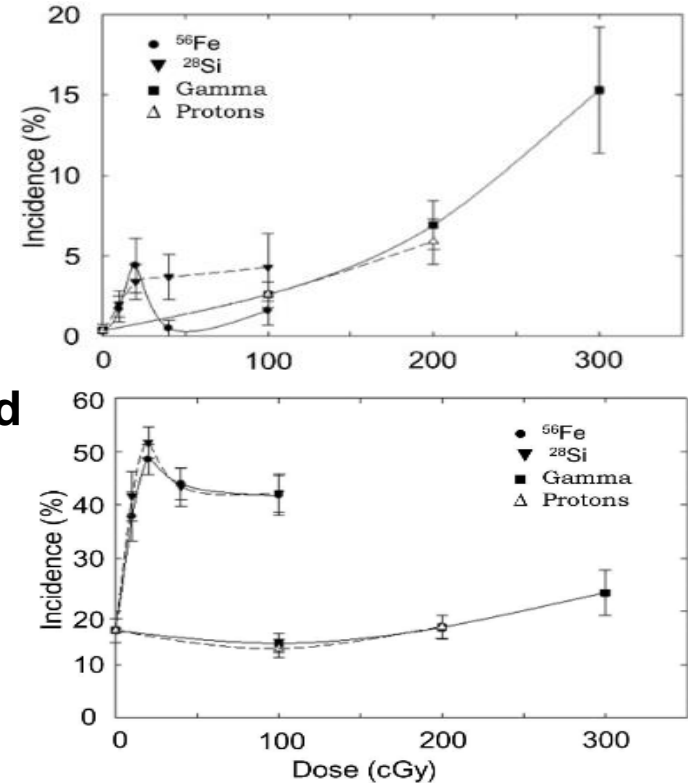 20
15
10
5
0
Incidence (%)
⁵⁶Fe
²⁸Si
Gamma
Protons
0 100 200 300
d
60
50
40
30
20
10
0
Incidence (%)
⁵⁶Fe
²⁸Si
Gamma
Protons
0 100 200 300
Dose (cGy)